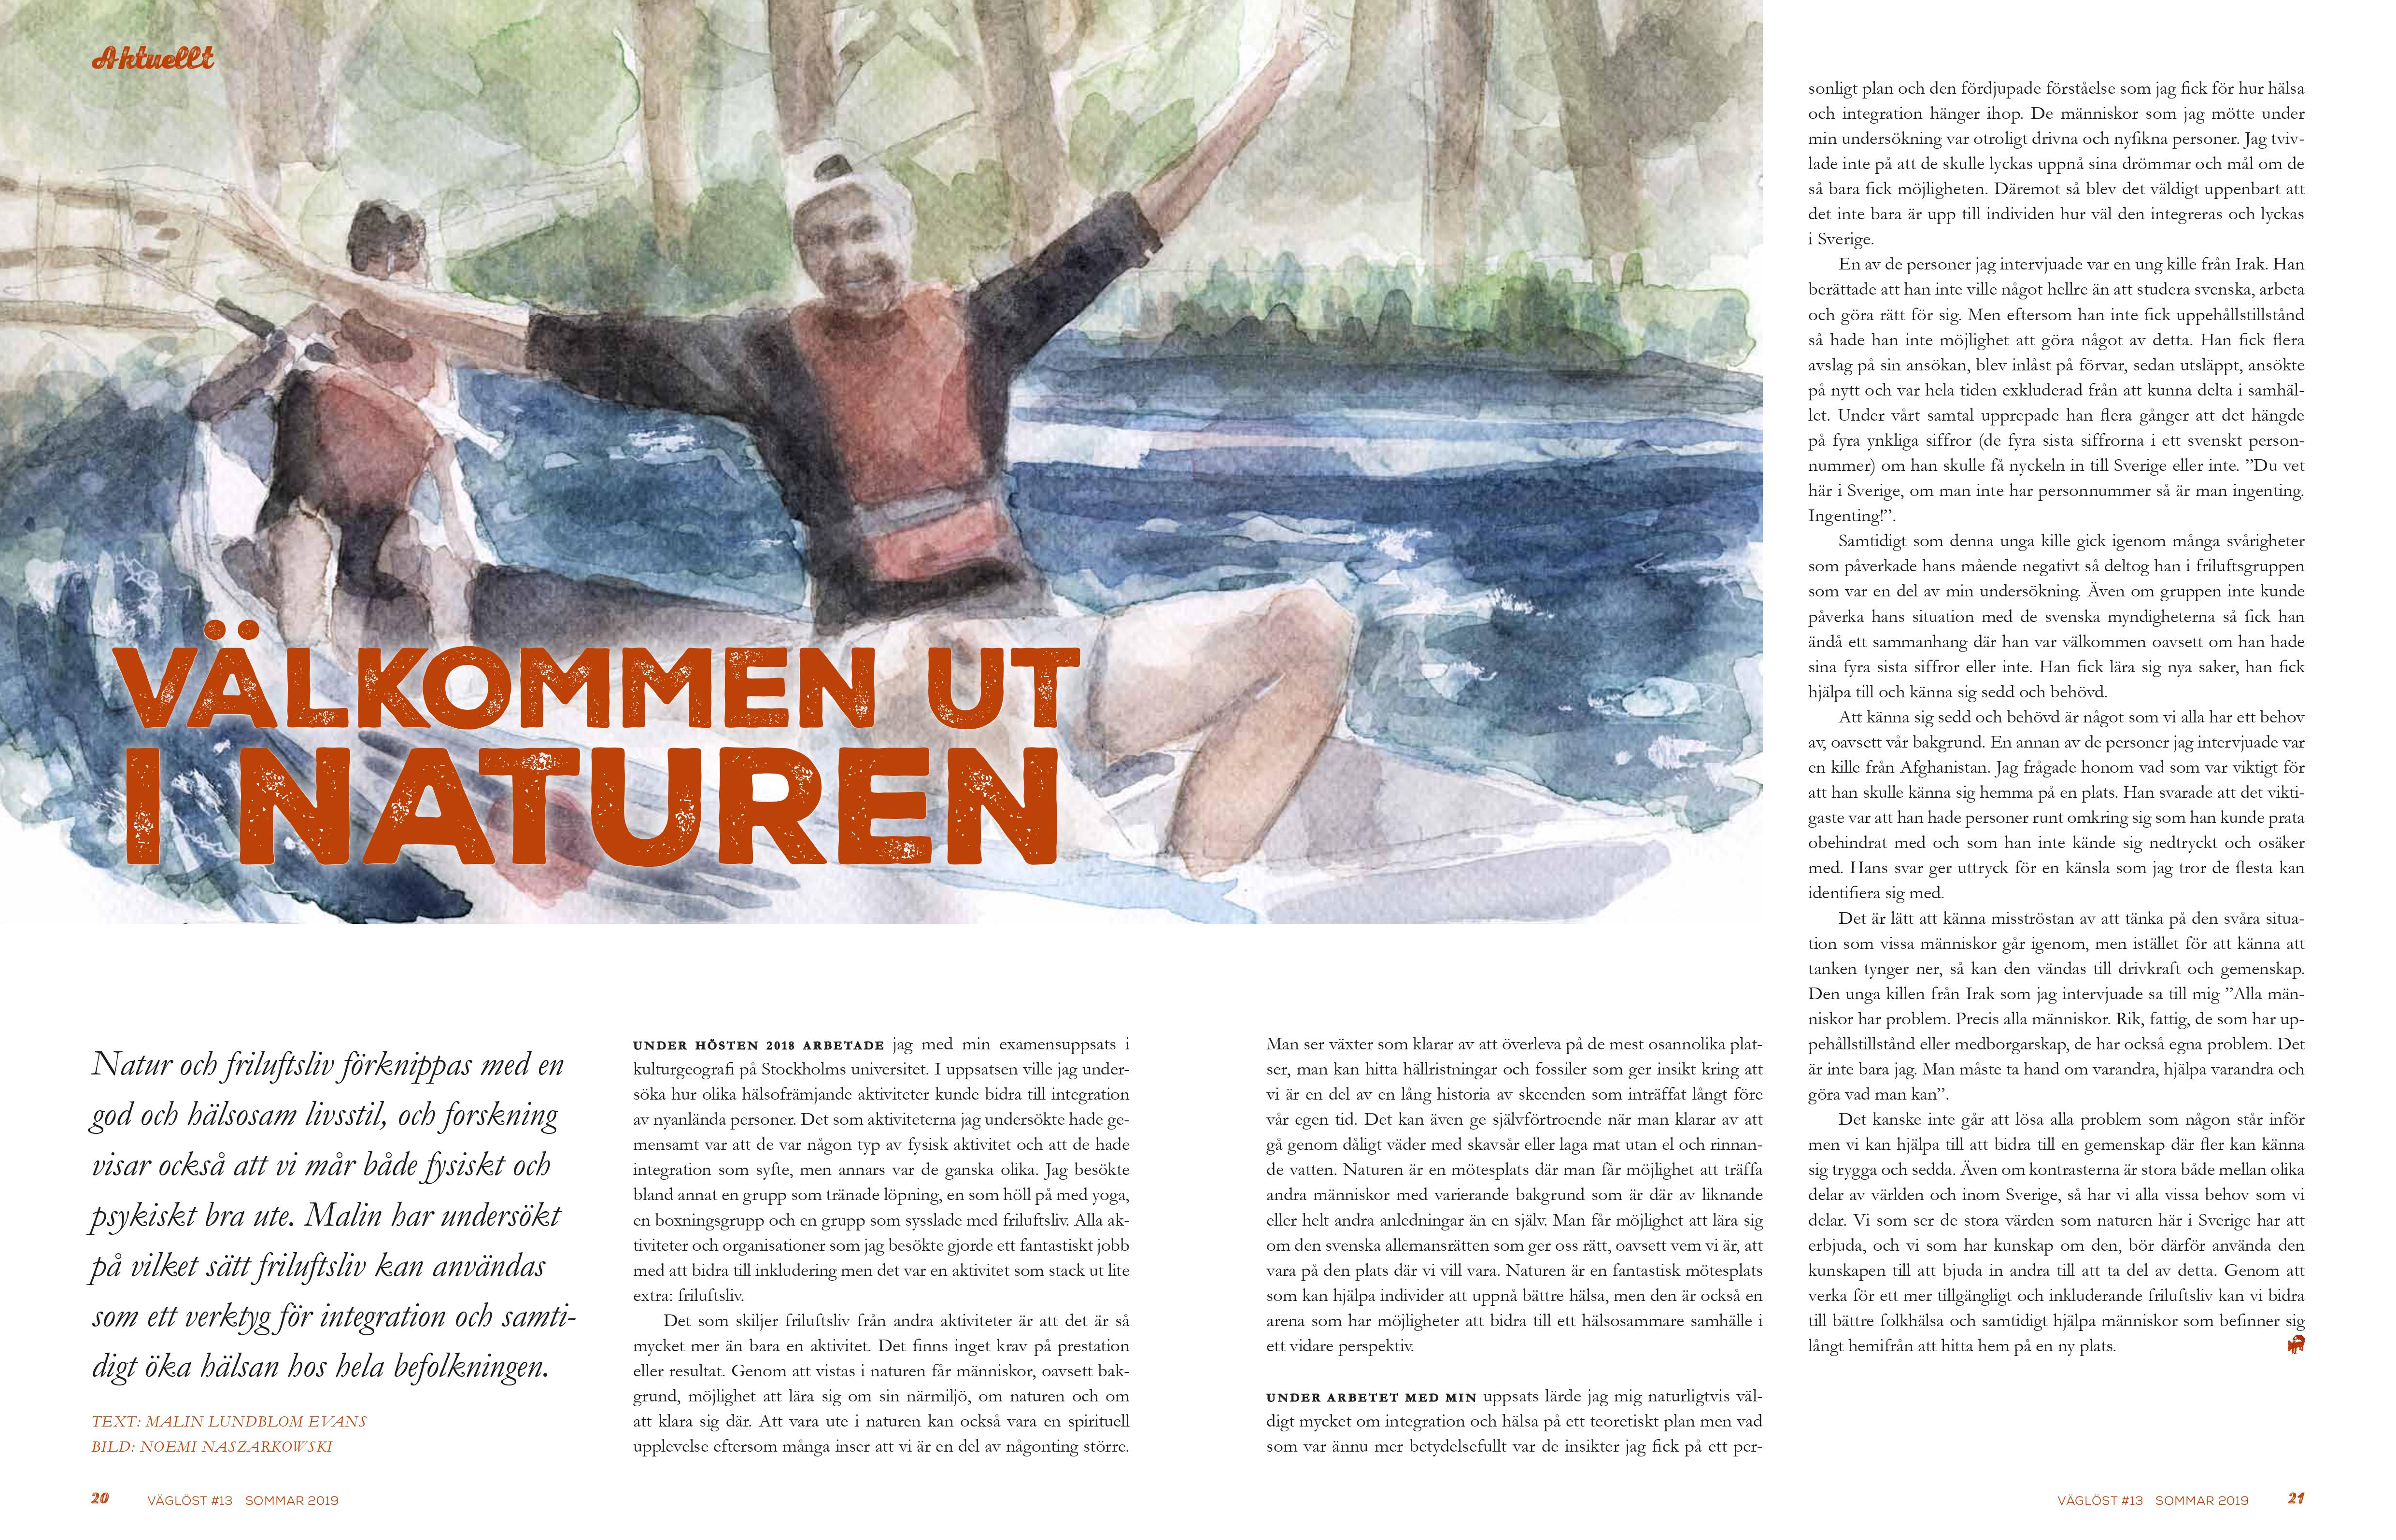 Aktuellt
VÄLKOMMEN UT
I NATUREN
Natur och friluftsliv förknippas med en
god och hälsosam livsstil, och forskning
visar också att vi mår både fysiskt och
psykiskt bra ute. Malin har undersökt
på vilket sätt friluftsliv kan användas
som ett verktyg för integration och samti-
digt öka hälsan hos hela befolkningen.
TEXT: MALIN LUNDBLOM EVANS
BILD: NOEMI NASZARKOWSKI
UNDER HÖSTEN 2018 ARBETADE jag med min examensuppsats i
kulturgeografi på Stockholms universitet. I uppsatsen ville jag under-
söka hur olika hälsofrämjande aktiviteter kunde bidra till integration
av nyanlända personer. Det som aktiviteterna jag undersökte hade ge-
mensamt var att de var någon typ av fysisk aktivitet och att de hade
integration som syfte, men annars var de ganska olika. Jag besökte
bland annat en grupp som tränade löpning, en som höll på med yoga,
en boxningsgrupp och en grupp som sysslade med friluftsliv. Alla ak-
tiviteter och organisationer som jag besökte gjorde ett fantastiskt jobb
med att bidra till inkludering men det var en aktivitet som stack ut lite
extra: friluftsliv.
Det som skiljer friluftsliv från andra aktiviteter är att det är så
mycket mer än bara en aktivitet. Det finns inget krav på prestation
eller resultat. Genom att vistas i naturen får människor, oavsett bak-
grund, möjlighet att lära sig om sin närmiljö, om naturen och om
att klara sig där. Att vara ute i naturen kan också vara en spirituell
upplevelse eftersom många inser att vi är en del av någonting större.
Man ser växter som klarar av att överleva på de mest osannolika plat-
ser, man kan hitta hällristningar och fossiler som ger insikt kring att
vi är en del av en lång historia av skeenden som inträffat långt före
vår egen tid. Det kan även ge självförtroende när man klarar av att
gå genom dåligt väder med skavsår eller laga mat utan el och rinnan-
de vatten. Naturen är en mötesplats där man får möjlighet att träffa
andra människor med varierande bakgrund som är där av liknande
eller helt andra anledningar än en själv. Man får möjlighet att lära sig
om den svenska allemansrätten som ger oss rätt, oavsett vem vi är, att
vara på den plats där vi vill vara. Naturen är en fantastisk mötesplats
som kan hjälpa individer att uppnå bättre hälsa, men den är också en
arena som har möjligheter att bidra till ett hälsosammare samhälle i
ett vidare perspektiv.
UNDER ARBETET MED MIN uppsats lärde jag mig naturligtvis väl-
digt mycket om integration och hälsa på ett teoretiskt plan men vad
som var ännu mer betydelsefullt var de insikter jag fick på ett per-
sonligt plan och den fördjupade förståelse som jag fick för hur hälsa
och integration hänger ihop. De människor som jag mötte under
min undersökning var otroligt drivna och nyfikna personer. Jag tviv-
lade inte på att de skulle lyckas uppnå sina drömmar och mål om de
så bara fick möjligheten. Däremot så blev det väldigt uppenbart att
det inte bara är upp till individen hur väl den integreras och lyckas
i Sverige.
En av de personer jag intervjuade var en ung kille från Irak. Han
berättade att han inte ville något hellre än att studera svenska, arbeta
och göra rätt för sig. Men eftersom han inte fick uppehållstillstånd
så hade han inte möjlighet att göra något av detta. Han fick flera
avslag på sin ansökan, blev inlåst på förvar, sedan utsläppt, ansökte
på nytt och var hela tiden exkluderad från att kunna delta i samhäl-
let. Under vårt samtal upprepade han flera gånger att det hängde
på fyra ynkliga siffror (de fyra sista siffrorna i ett svenskt person-
nummer) om han skulle få nyckeln in till Sverige eller inte. ”Du vet
här i Sverige, om man inte har personnummer så är man ingenting.
Ingenting!”.
Samtidigt som denna unga kille gick igenom många svårigheter
som påverkade hans mående negativt så deltog han i friluftsgruppen
som var en del av min undersökning. Även om gruppen inte kunde
påverka hans situation med de svenska myndigheterna så fick han
ändå ett sammanhang där han var välkommen oavsett om han hade
sina fyra sista siffror eller inte. Han fick lära sig nya saker, han fick
hjälpa till och känna sig sedd och behövd.
Att känna sig sedd och behövd är något som vi alla har ett behov
av, oavsett vår bakgrund. En annan av de personer jag intervjuade var
en kille från Afghanistan. Jag frågade honom vad som var viktigt för
att han skulle känna sig hemma på en plats. Han svarade att det vikti-
gaste var att han hade personer runt omkring sig som han kunde prata
obehindrat med och som han inte kände sig nedtryckt och osäker
med. Hans svar ger uttryck för en känsla som jag tror de flesta kan
identifiera sig med.
Det är lätt att känna misströstan av att tänka på den svåra situa-
tion som vissa människor går igenom, men istället för att känna att
tanken tynger ner, så kan den vändas till drivkraft och gemenskap.
Den unga killen från Irak som jag intervjuade sa till mig ”Alla män-
niskor har problem. Precis alla människor. Rik, fattig, de som har up-
pehållstillstånd eller medborgarskap, de har också egna problem. Det
är inte bara jag. Man måste ta hand om varandra, hjälpa varandra och
göra vad man kan”.
Det kanske inte går att lösa alla problem som någon står inför
men vi kan hjälpa till att bidra till en gemenskap där fler kan känna
sig trygga och sedda. Även om kontrasterna är stora både mellan olika
delar av världen och inom Sverige, så har vi alla vissa behov som vi
delar. Vi som ser de stora värden som naturen här i Sverige har att
erbjuda, och vi som har kunskap om den, bör därför använda den
kunskapen till att bjuda in andra till att ta del av detta. Genom att
verka för ett mer tillgängligt och inkluderande friluftsliv kan vi bidra
till bättre folkhälsa och samtidigt hjälpa människor som befinner sig
långt hemifrån att hitta hem på en ny plats.
20 VÄGLÖST #13 SOMMAR 2019
VÄGLÖST #13 SOMMAR 2019 21